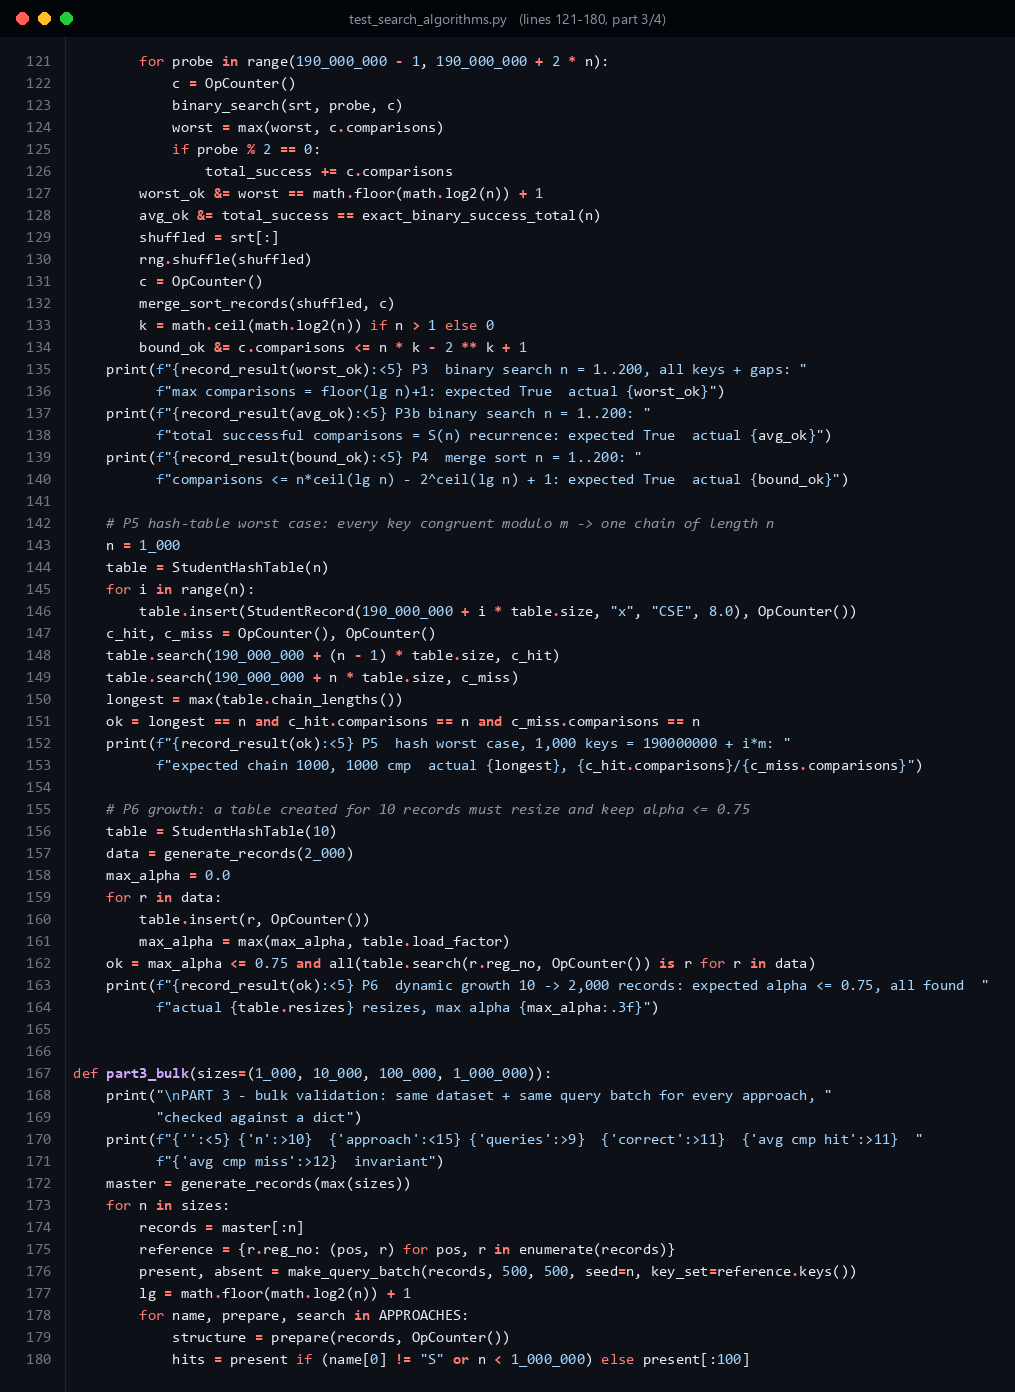 test_search_algorithms.py (lines 121-180, part 3/4)
121         for probe in range(190_000_000 - 1, 190_000_000 + 2 * n):
122             c = OpCounter()
123             binary_search(srt, probe, c)
124             worst = max(worst, c.comparisons)
125             if probe % 2 == 0:
126                 total_success += c.comparisons
127         worst_ok &= worst == math.floor(math.log2(n)) + 1
128         avg_ok &= total_success == exact_binary_success_total(n)
129         shuffled = srt[:]
130         rng.shuffle(shuffled)
131         c = OpCounter()
132         merge_sort_records(shuffled, c)
133         k = math.ceil(math.log2(n)) if n > 1 else 0
134         bound_ok &= c.comparisons <= n * k - 2 ** k + 1
135     print(f"{record_result(worst_ok):<5} P3  binary search n = 1..200, all keys + gaps: "
136           f"max comparisons = floor(lg n)+1: expected True  actual {worst_ok}")
137     print(f"{record_result(avg_ok):<5} P3b binary search n = 1..200: "
138           f"total successful comparisons = S(n) recurrence: expected True  actual {avg_ok}")
139     print(f"{record_result(bound_ok):<5} P4  merge sort n = 1..200: "
140           f"comparisons <= n*ceil(lg n) - 2^ceil(lg n) + 1: expected True  actual {bound_ok}")
141
142     # P5 hash-table worst case: every key congruent modulo m -> one chain of length n
143     n = 1_000
144     table = StudentHashTable(n)
145     for i in range(n):
146         table.insert(StudentRecord(190_000_000 + i * table.size, "x", "CSE", 8.0), OpCounter())
147     c_hit, c_miss = OpCounter(), OpCounter()
148     table.search(190_000_000 + (n - 1) * table.size, c_hit)
149     table.search(190_000_000 + n * table.size, c_miss)
150     longest = max(table.chain_lengths())
151     ok = longest == n and c_hit.comparisons == n and c_miss.comparisons == n
152     print(f"{record_result(ok):<5} P5  hash worst case, 1,000 keys = 190000000 + i*m: "
153           f"expected chain 1000, 1000 cmp  actual {longest}, {c_hit.comparisons}/{c_miss.comparisons}")
154
155     # P6 growth: a table created for 10 records must resize and keep alpha <= 0.75
156     table = StudentHashTable(10)
157     data = generate_records(2_000)
158     max_alpha = 0.0
159     for r in data:
160         table.insert(r, OpCounter())
161         max_alpha = max(max_alpha, table.load_factor)
162     ok = max_alpha <= 0.75 and all(table.search(r.reg_no, OpCounter()) is r for r in data)
163     print(f"{record_result(ok):<5} P6  dynamic growth 10 -> 2,000 records: expected alpha <= 0.75, all found  "
164           f"actual {table.resizes} resizes, max alpha {max_alpha:.3f}")
165
166
167 def part3_bulk(sizes=(1_000, 10_000, 100_000, 1_000_000)):
168     print("\nPART 3 - bulk validation: same dataset + same query batch for every approach, "
169           "checked against a dict")
170     print(f"{'':<5} {'n':>10}  {'approach':<15} {'queries':>9}  {'correct':>11}  {'avg cmp hit':>11}  "
171           f"{'avg cmp miss':>12}  invariant")
172     master = generate_records(max(sizes))
173     for n in sizes:
174         records = master[:n]
175         reference = {r.reg_no: (pos, r) for pos, r in enumerate(records)}
176         present, absent = make_query_batch(records, 500, 500, seed=n, key_set=reference.keys())
177         lg = math.floor(math.log2(n)) + 1
178         for name, prepare, search in APPROACHES:
179             structure = prepare(records, OpCounter())
180             hits = present if (name[0] != "S" or n < 1_000_000) else present[:100]